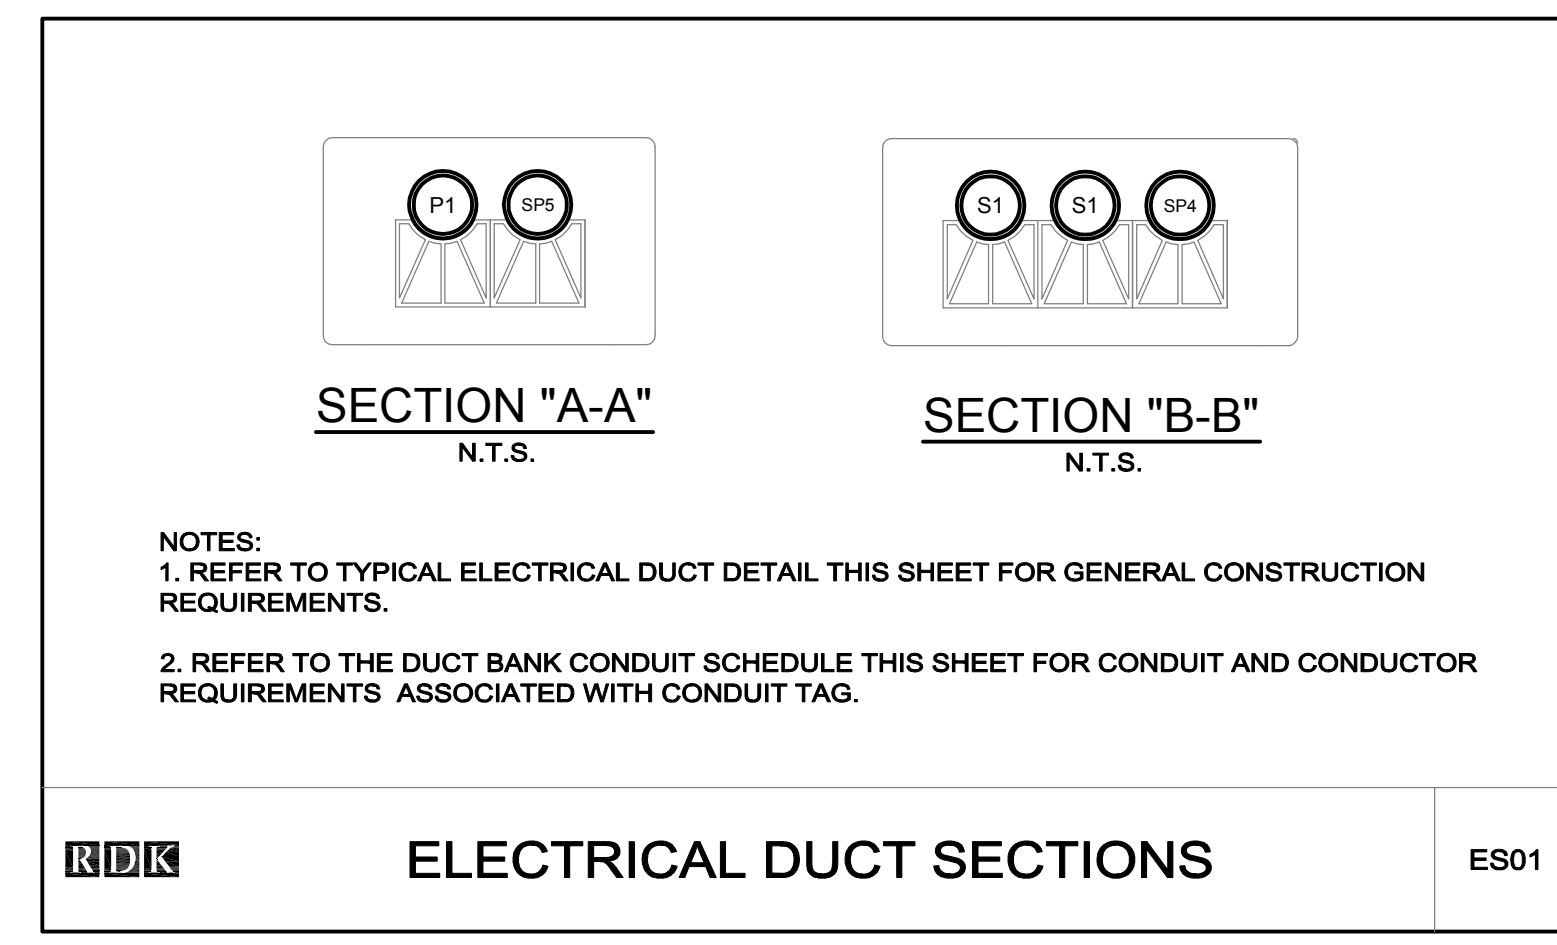 P1 SP5
S1 S1 SP4
SECTION "A-A"
N.T.S.
SECTION "B-B"
N.T.S.
NOTES:
1. REFER TO TYPICAL ELECTRICAL DUCT DETAIL THIS SHEET FOR GENERAL CONSTRUCTION
REQUIREMENTS.
2. REFER TO THE DUCT BANK CONDUIT SCHEDULE THIS SHEET FOR CONDUIT AND CONDUCTOR
REQUIREMENTS  ASSOCIATED WITH CONDUIT TAG.
RDK
ELECTRICAL DUCT SECTIONS
ES01